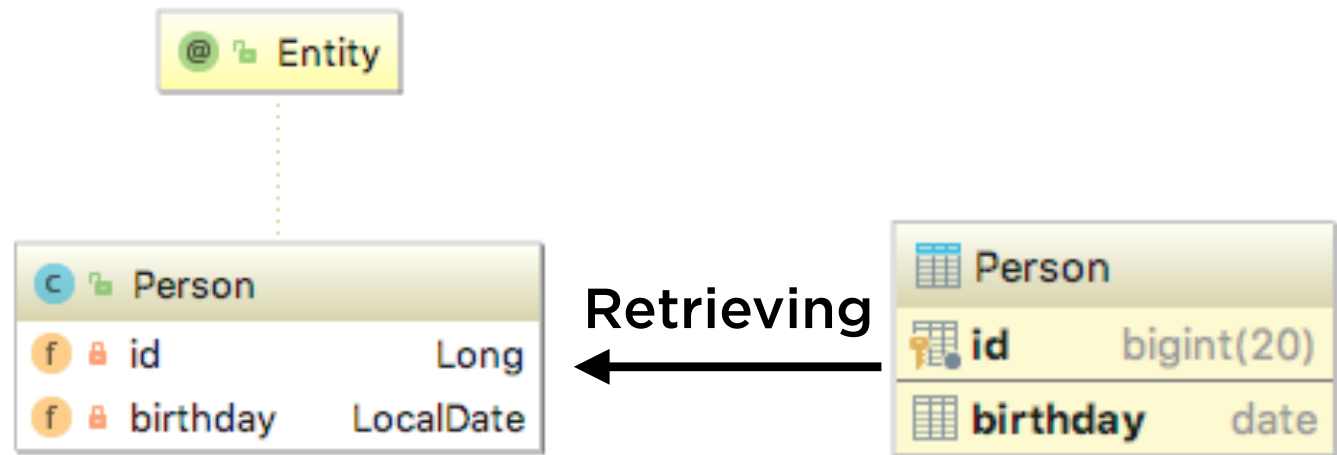 @ Entity
C Person
f id Long
f birthday LocalDate
Retrieving
Person
id bigint(20)
birthday date